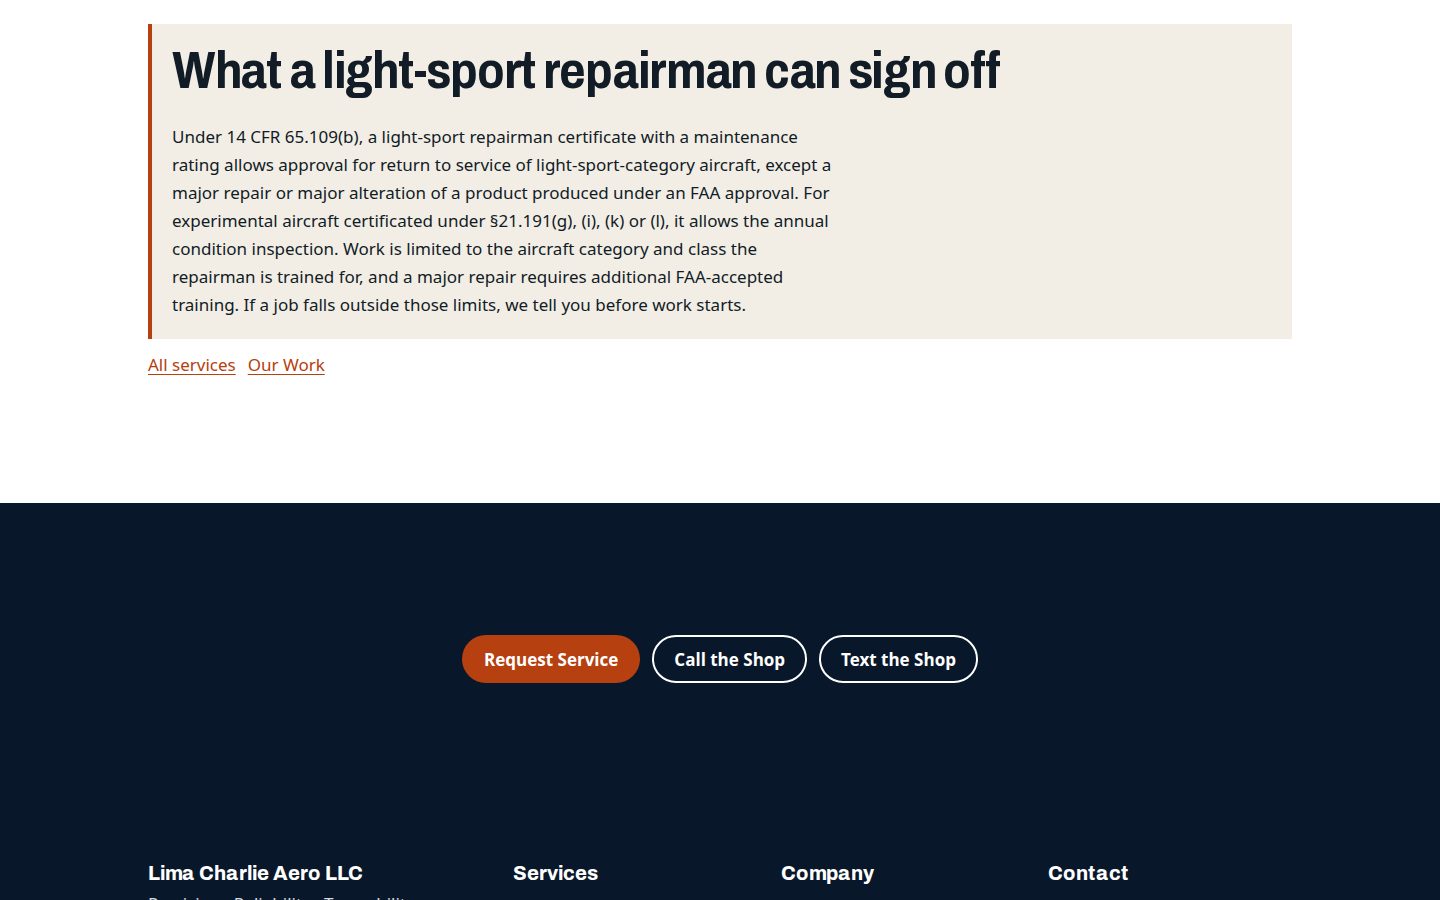 What a light-sport repairman can sign off
Under 14 CFR 65.109(b), a light-sport repairman certificate with a maintenance
rating allows approval for return to service of light-sport-category aircraft, except a
major repair or major alteration of a product produced under an FAA approval. For
experimental aircraft certificated under §21.191(g), (i), (k) or (l), it allows the annual
condition inspection. Work is limited to the aircraft category and class the
repairman is trained for, and a major repair requires additional FAA-accepted
training. If a job falls outside those limits, we tell you before work starts.
All services Our Work
Request Service Call the Shop Text the Shop
Lima Charlie Aero LLC Services Company Contact